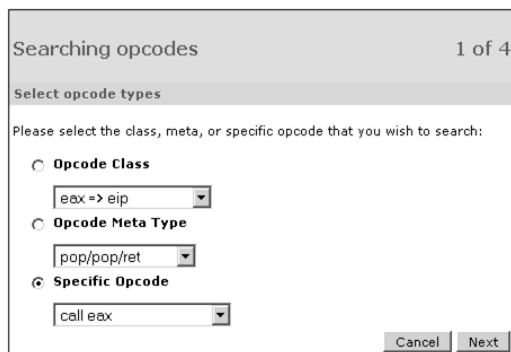 Searching opcodes 1 of 4
Select opcode types
Please select the class, meta, or specific opcode that you wish to search:
Opcode Class
eax => eip
Opcode Meta Type
pop/pop/ret
Specific Opcode
call eax
Cancel Next